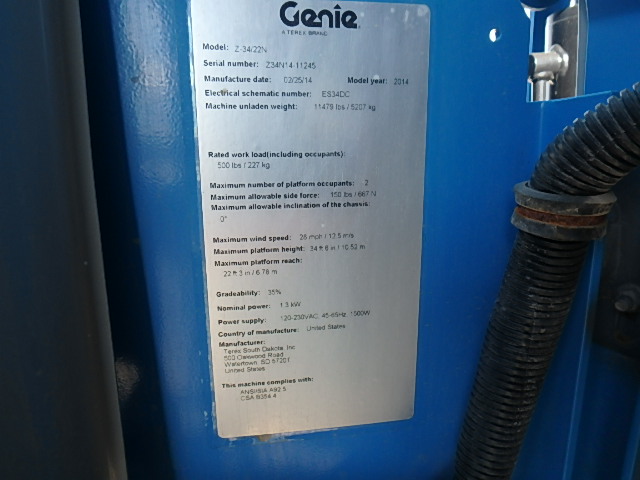 Genie
A TEREX BRAND
Model: Z-34/22N
Serial number: Z34N14-11245
Manufacture date: 02/25/14 Model year: 2014
Electrical schematic number: ES34DC
Machine unladen weight: 11479 lbs / 5207 kg
Rated work load(including occupants):
500 lbs / 227 kg
Maximum number of platform occupants: 2
Maximum allowable side force: 150 lbs / 667 N
Maximum allowable inclination of the chassis:
0°
Maximum wind speed: 28 mph / 12.5 m/s
Maximum platform height: 34 ft 6 in / 10.52 m
Maximum platform reach:
22 ft 3 in / 6.78 m
Gradeability: 35%
Nominal power: 1.3 kW
Power supply: 120-230VAC, 45-65Hz, 1000W
Country of manufacture: United States
Manufacturer:
Terex South Dakota, Inc
500 Oakwood Road
Watertown, SD 57201
United States
This machine complies with:
ANSI/SIA A92.5
CSA B354.4